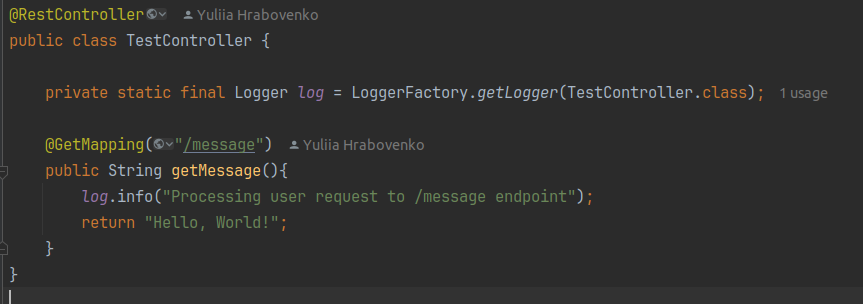 @RestController Yuliia Hrabovenko
public class TestController {
private static final Logger log = LoggerFactory.getLogger(TestController.class); 1 usage
@GetMapping("/message") Yuliia Hrabovenko
public String getMessage(){
log.info("Processing user request to /message endpoint");
return "Hello, World!";
}
}